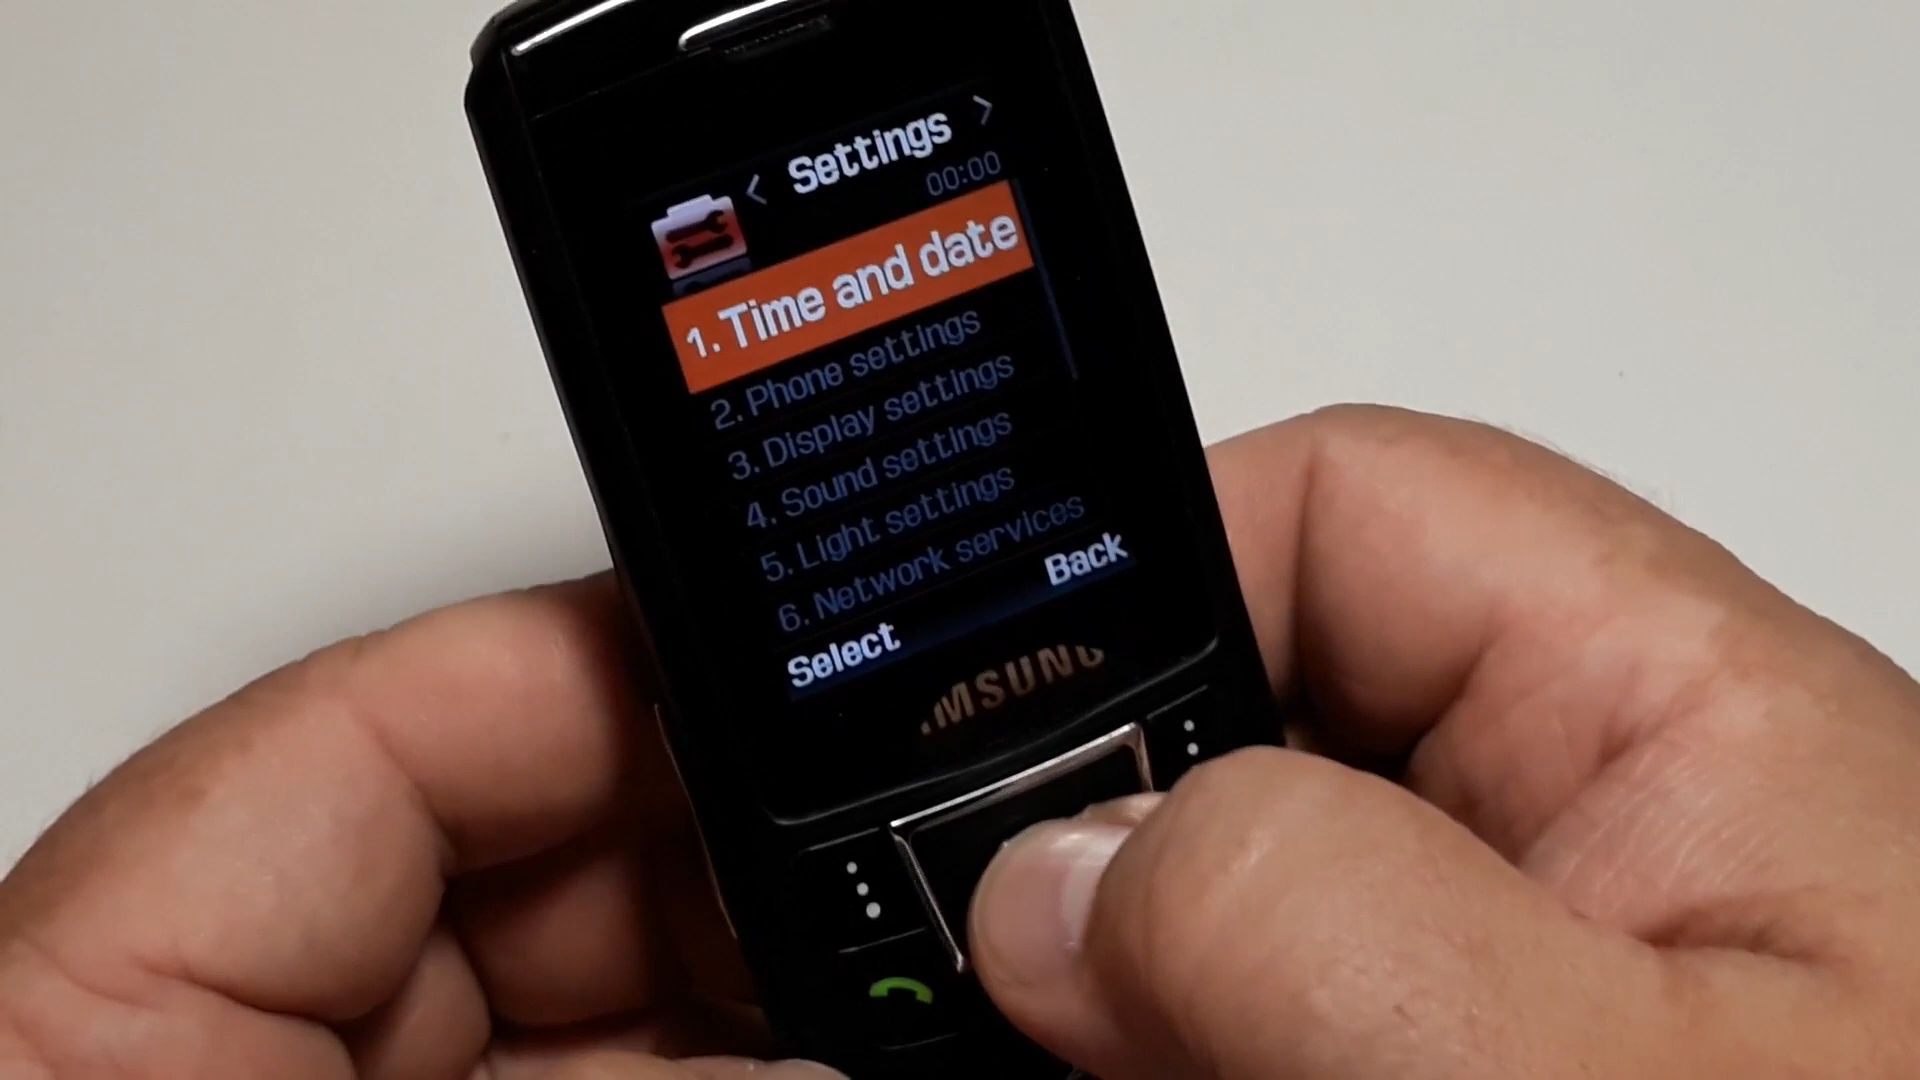 < Settings >
00:00
1. Time and date
2. Phone settings
3. Display settings
4. Sound settings
5. Light settings
6. Network services
Select Back
MSUNG